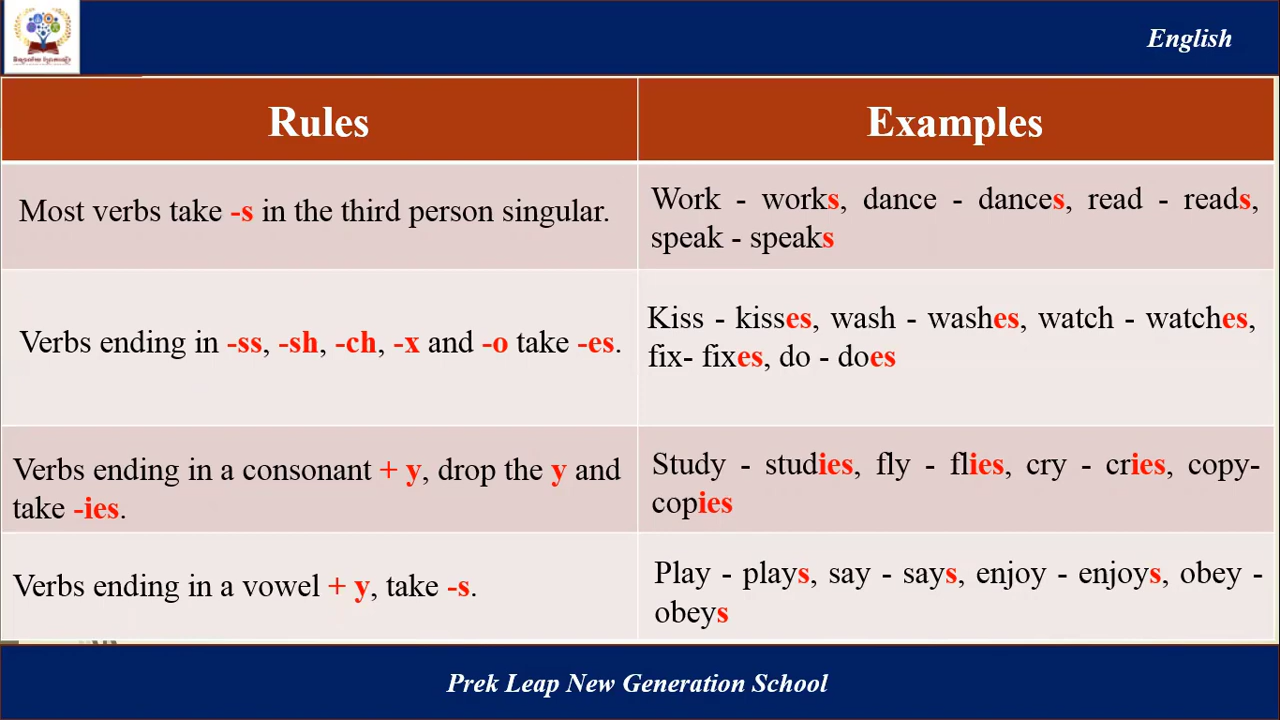 English
Rules
Examples
Most verbs take -s in the third person singular.
Work - works, dance - dances, read - reads,
speak - speaks
Verbs ending in -ss, -sh, -ch, -x and -o take -es.
Kiss - kisses, wash - washes, watch - watches,
fix- fixes, do - does
Verbs ending in a consonant + y, drop the y and
take -ies.
Study - studies, fly - flies, cry - cries, copy-
copies
Verbs ending in a vowel + y, take -s.
Play - plays, say - says, enjoy - enjoys, obey -
obeys
Prek Leap New Generation School